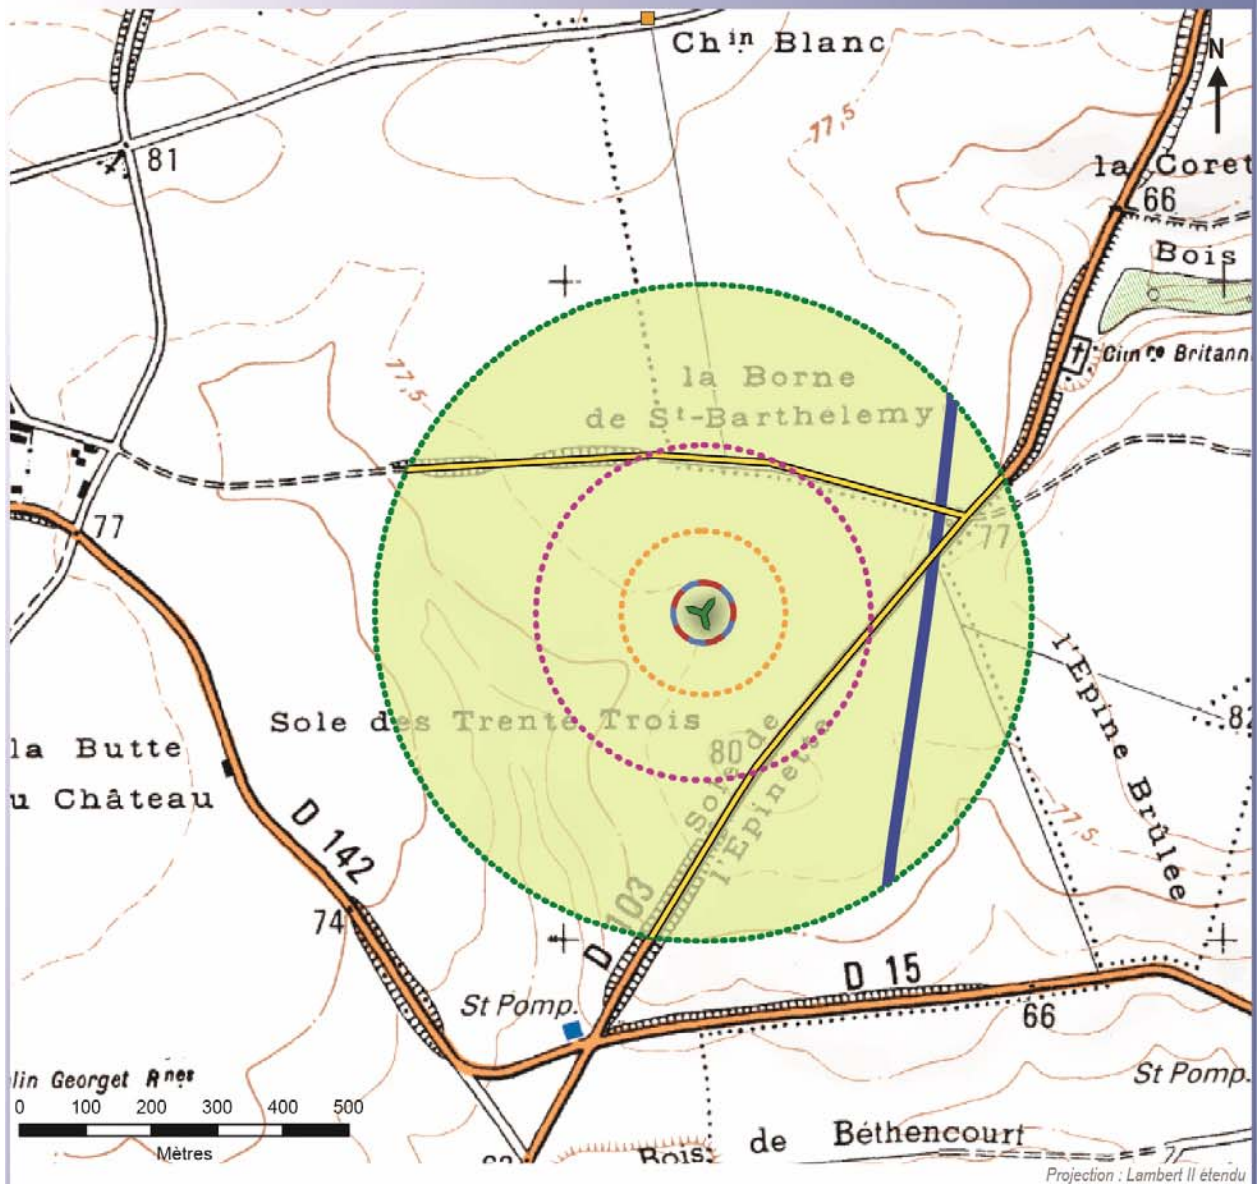 Chⁱⁿ. Blanc
N
77,5
81
la Coret
66
Bois
Cimʳᵉ Britann
77,5
la Borne
de Sᵗ-Barthélemy
77
77
l'Epine Brûlée
Sole des Trente Trois
80
Sole de
l'Epinette
la Butte
u Château
D 142
77,5
74
D 103
D 15
St Pomp.
66
lin Georget Rⁿᵉˢ
St Pomp.
0 100 200 300 400 500
Mètres
Bois de Béthencourt
Projection : Lambert II étendu